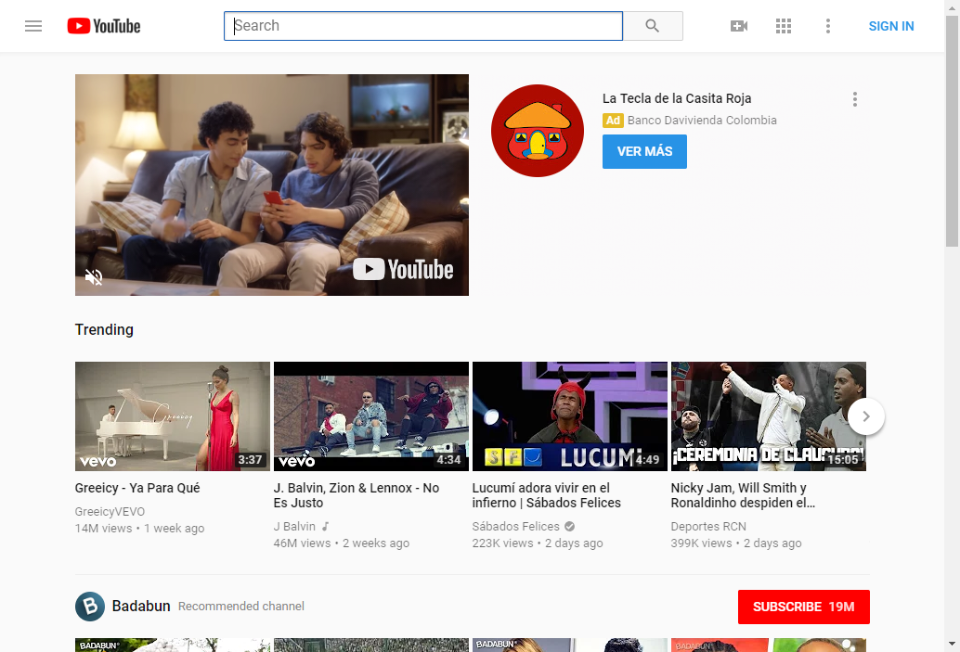 YouTube
Search
SIGN IN
La Tecla de la Casita Roja
Ad Banco Davivienda Colombia
VER MÁS
YouTube
Trending
Greeicy
vevo 3:37
vevo 4:34
SFC LUCUMÍ 4:49
¡CEREMONIA DE CLAUSURA! 15:05
Greeicy - Ya Para Qué
GreeicyVEVO
14M views • 1 week ago
J. Balvin, Zion & Lennox - No
Es Justo
J Balvin
46M views • 2 weeks ago
Lucumí adora vivir en el
infierno | Sábados Felices
Sábados Felices
223K views • 2 days ago
Nicky Jam, Will Smith y
Ronaldinho despiden el...
Deportes RCN
399K views • 2 days ago
B Badabun Recommended channel
SUBSCRIBE 19M
BADABUN
BADABUN
BADABUN